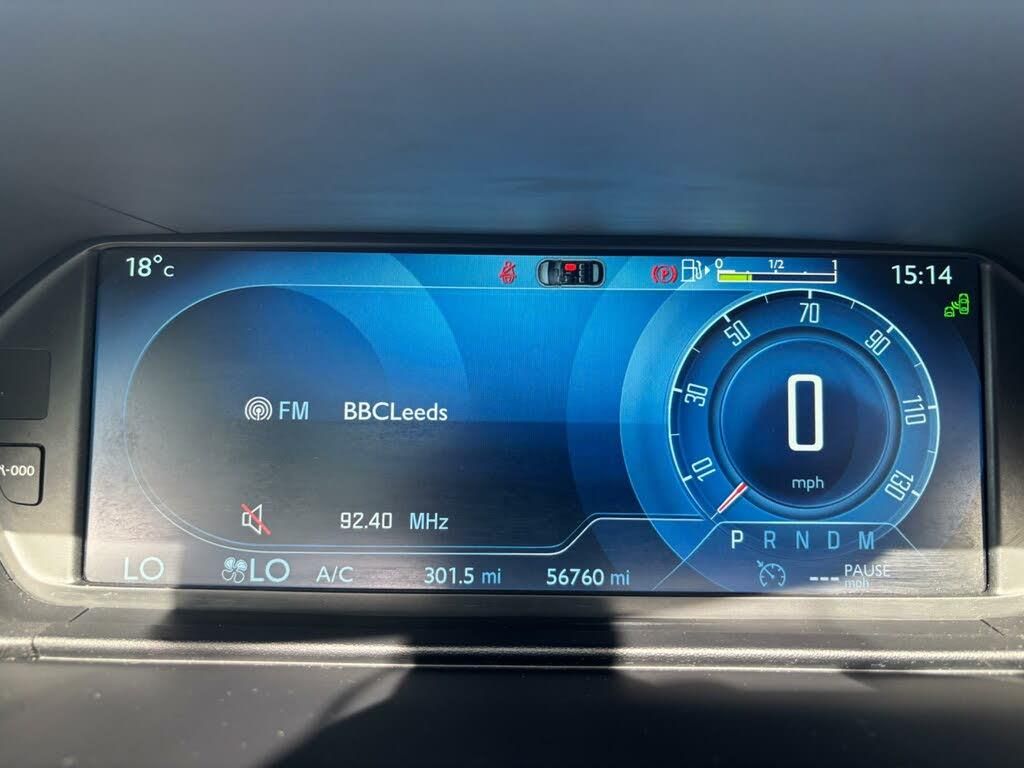 18°C
0 1/2 1
15:14
10 30 50 70 90 110 130
FM BBCLeeds
0
mph
-000
92.40 MHz
P R N D M
LO LO A/C 301.5 mi 56760 mi
--- PAUSE
mph